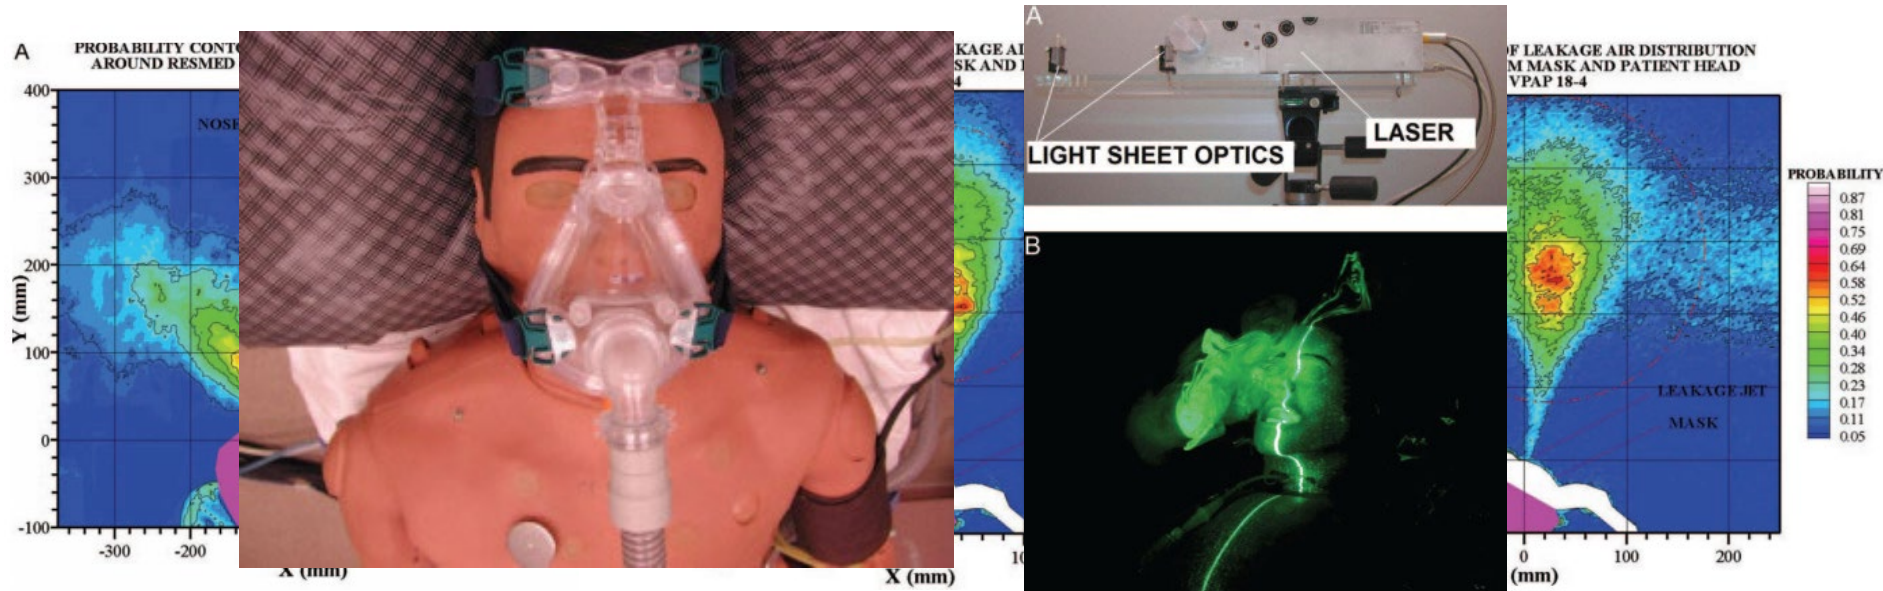 A
PROBABILITY CONTO
AROUND RESMED
400
300
200
100
0
-100
Y (mm)
NOSE
-300
-200
X (mm)
KAGE AI
SK AND
4
X (mm)
A
LIGHT SHEET OPTICS
LASER
B
F LEAKAGE AIR DISTRIBUTION
M MASK AND PATIENT HEAD
VPAP 18-4
LEAKAGE JET
MASK
0
100
200
(mm)
PROBABILITY
0.87
0.81
0.75
0.69
0.64
0.58
0.52
0.46
0.40
0.34
0.28
0.23
0.17
0.11
0.05